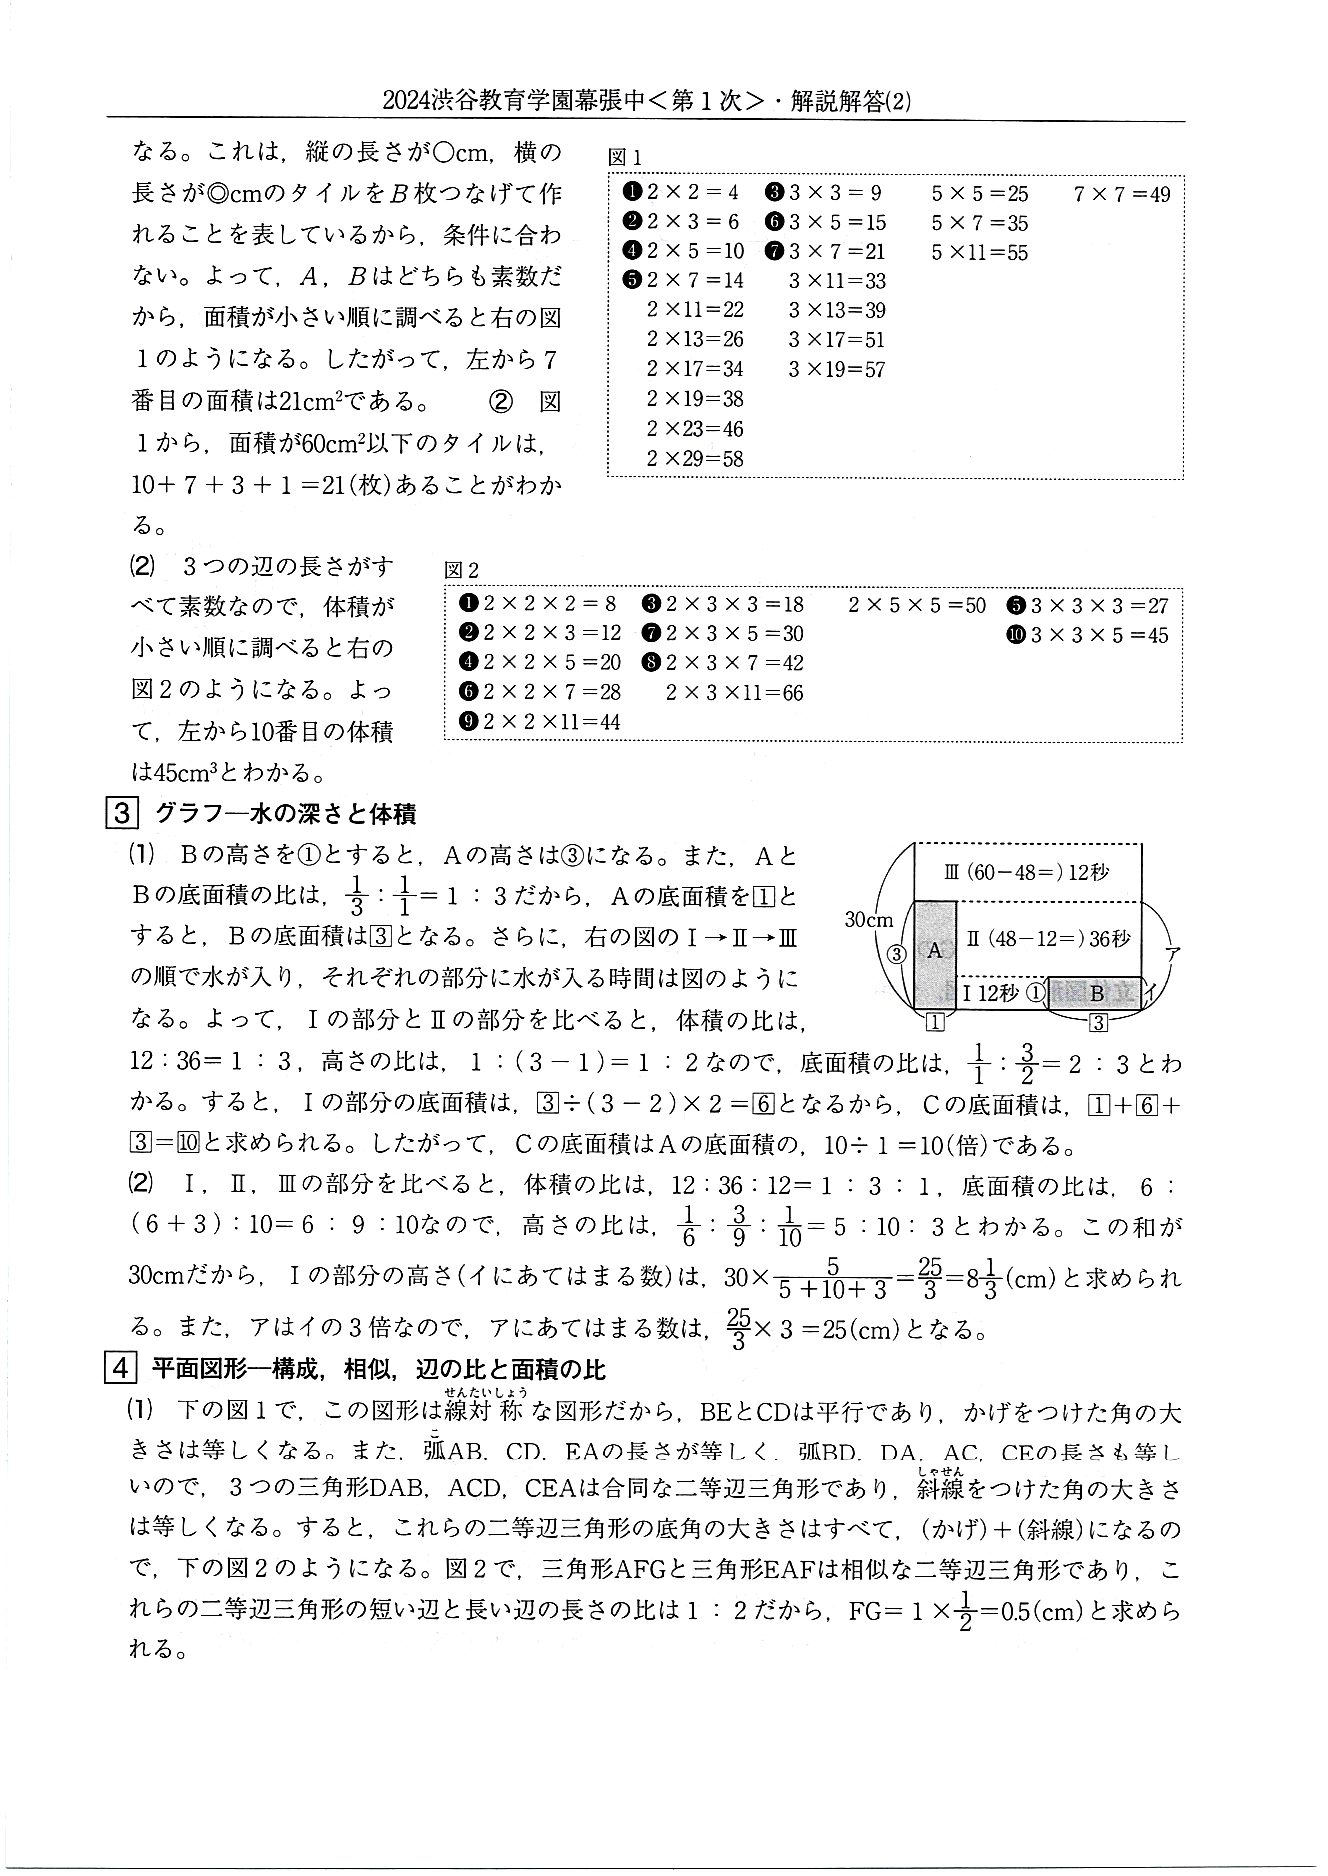 2024渋谷教育学園幕張中＜第１次＞・解説解答(2)
なる。これは，縦の長さが○cm，横の
長さが◎cmのタイルをB枚つなげて作
れることを表しているから，条件に合わ
ない。よって，A，Bはどちらも素数だ
から，面積が小さい順に調べると右の図
１のようになる。したがって，左から７
番目の面積は21cm²である。　② 図
１から，面積が60cm²以下のタイルは，
10＋７＋３＋１＝21(枚)あることがわか
る。
図１
❶2×2＝4 ❸3×3＝9 5×5＝25 7×7＝49
❷2×3＝6 ❻3×5＝15 5×7＝35
❹2×5＝10 ❼3×7＝21 5×11＝55
❺2×7＝14 3×11＝33
2×11＝22 3×13＝39
2×13＝26 3×17＝51
2×17＝34 3×19＝57
2×19＝38
2×23＝46
2×29＝58
(2) ３つの辺の長さがす
べて素数なので，体積が
小さい順に調べると右の
図２のようになる。よっ
て，左から10番目の体積
は45cm³とわかる。
図２
❶2×2×2＝8 ❸2×3×3＝18 2×5×5＝50 ❺3×3×3＝27
❷2×2×3＝12 ❼2×3×5＝30 ❿3×3×5＝45
❹2×2×5＝20 ❽2×3×7＝42
❻2×2×7＝28 2×3×11＝66
❾2×2×11＝44
3 グラフ―水の深さと体積
(1) Ｂの高さを①とすると，Ａの高さは③になる。また，Ａと
Ｂの底面積の比は，1/3：1/1＝１：３だから，Ａの底面積を[1]と
すると，Ｂの底面積は[3]となる。さらに，右の図のⅠ→Ⅱ→Ⅲ
の順で水が入り，それぞれの部分に水が入る時間は図のように
なる。よって，Ⅰの部分とⅡの部分を比べると，体積の比は，
12：36＝１：３，高さの比は，１：(３－１)＝１：２なので，底面積の比は，1/1：3/2＝２：３とわ
かる。すると，Ⅰの部分の底面積は，[3]÷(３－２)×２＝[6]となるから，Ｃの底面積は，[1]＋[6]＋
[3]＝[10]と求められる。したがって，Ｃの底面積はＡの底面積の，10÷１＝10(倍)である。
Ⅲ (60－48＝)12秒
30cm
③
A
Ⅱ (48－12＝)36秒
ア
Ⅰ 12秒
①
B
イ
1
3
(2) Ⅰ，Ⅱ，Ⅲの部分を比べると，体積の比は，12：36：12＝１：３：１，底面積の比は，６：
(６＋３)：10＝６：９：10なので，高さの比は，1/6：3/9：1/10＝５：10：３とわかる。この和が
30cmだから，Ⅰの部分の高さ(イにあてはまる数)は，30×5/(5＋10＋3)＝25/3＝8 1/3(cm)と求められ
る。また，アはイの３倍なので，アにあてはまる数は，25/3×３＝25(cm)となる。
4 平面図形―構成，相似，辺の比と面積の比
せんたいしょう
(1) 下の図１で，この図形は線対称な図形だから，BEとCDは平行であり，かげをつけた角の大
こ
きさは等しくなる。また，弧AB，CD，EAの長さが等しく，弧BD，DA，AC，CEの長さも等し
しゃせん
いので，３つの三角形DAB，ACD，CEAは合同な二等辺三角形であり，斜線をつけた角の大きさ
は等しくなる。すると，これらの二等辺三角形の底角の大きさはすべて，(かげ)＋(斜線)になるの
で，下の図２のようになる。図２で，三角形AFGと三角形EAFは相似な二等辺三角形であり，こ
れらの二等辺三角形の短い辺と長い辺の長さの比は１：２だから，FG＝１×1/2＝0.5(cm)と求めら
れる。